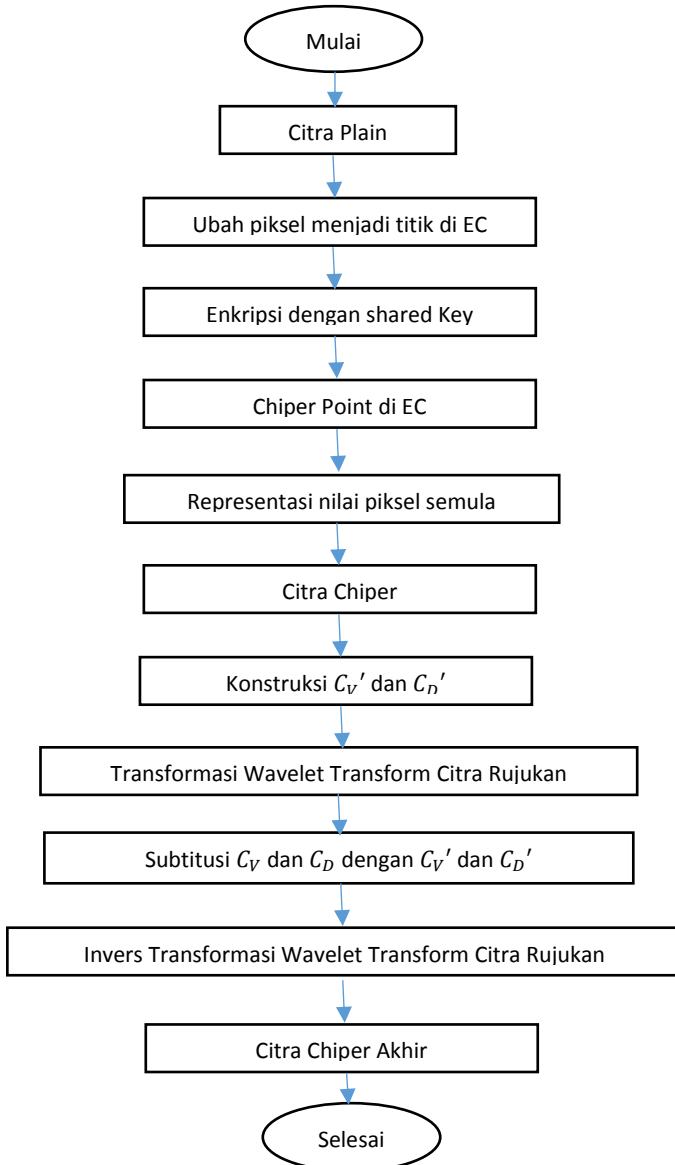 Mulai
Citra Plain
Ubah piksel menjadi titik di EC
Enkripsi dengan shared Key
Chiper Point di EC
Representasi nilai piksel semula
Citra Chiper
Konstruksi C_V' dan C_D'
Transformasi Wavelet Transform Citra Rujukan
Subtitusi C_V dan C_D dengan C_V' dan C_D'
Invers Transformasi Wavelet Transform Citra Rujukan
Citra Chiper Akhir
Selesai